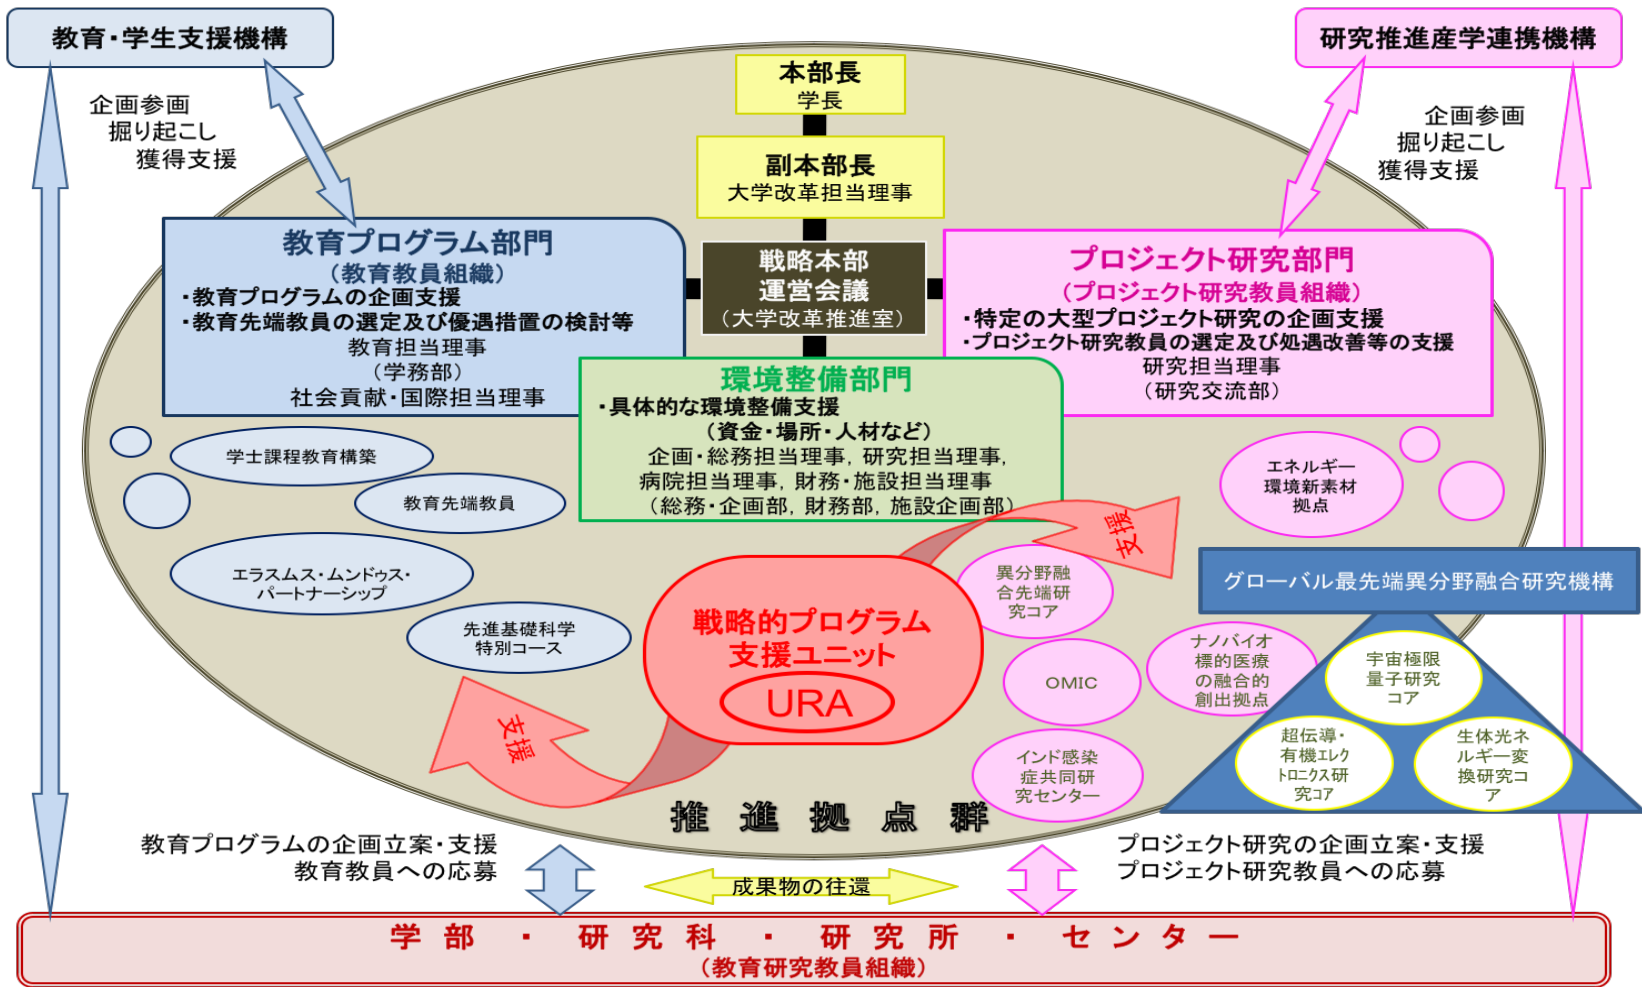 教育・学生支援機構
研究推進産学連携機構
企画参画
掘り起こし
獲得支援
本部長
学長
副本部長
大学改革担当理事
企画参画
掘り起こし
獲得支援
教育プログラム部門
（教育教員組織）
・教育プログラムの企画支援
・教育先端教員の選定及び優遇措置の検討等
教育担当理事
（学務部）
社会貢献・国際担当理事
戦略本部
運営会議
（大学改革推進室）
プロジェクト研究部門
（プロジェクト研究教員組織）
・特定の大型プロジェクト研究の企画支援
・プロジェクト研究教員の選定及び処遇改善等の支援
研究担当理事
（研究交流部）
環境整備部門
・具体的な環境整備支援
（資金・場所・人材など）
企画・総務担当理事，研究担当理事，
病院担当理事，財務・施設担当理事
（総務・企画部，財務部，施設企画部）
学士課程教育構築
教育先端教員
エラスムス・ムンドゥス・
パートナーシップ
先進基礎科学
特別コース
支援
戦略的プログラム
支援ユニット
URA
支援
エネルギー
環境新素材
拠点
異分野融
合先端研
究コア
OMIC
インド感染
症共同研
究センター
ナノバイオ
標的医療
の融合的
創出拠点
グローバル最先端異分野融合研究機構
宇宙極限
量子研究
コア
超伝導・
有機エレク
トロニクス研
究コア
生体光エネ
ルギー変
換研究コ
ア
推進拠点群
教育プログラムの企画立案・支援
教育教員への応募
成果物の往還
プロジェクト研究の企画立案・支援
プロジェクト研究教員への応募
学部・研究科・研究所・センター
（教育研究教員組織）